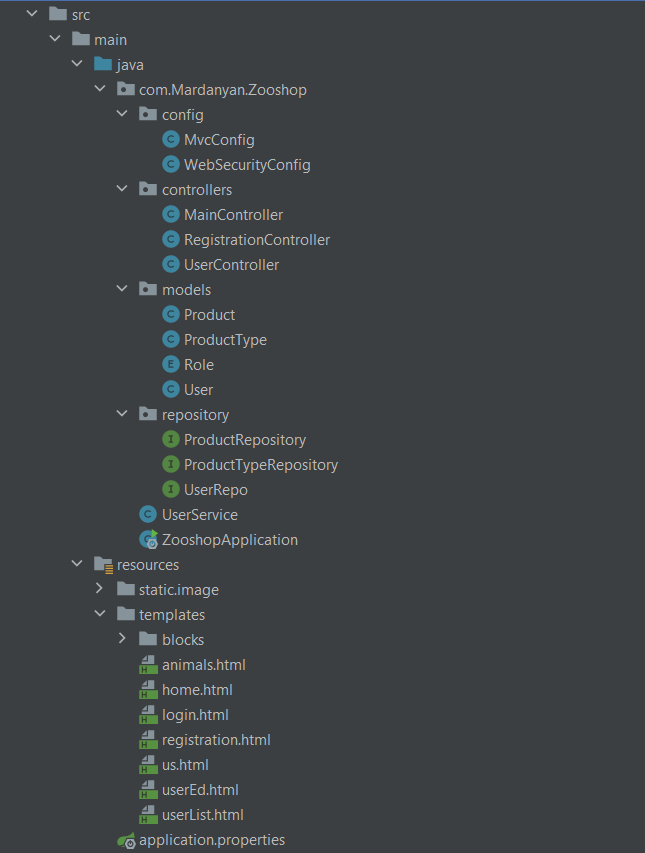 src
main
java
com.Mardanyan.Zooshop
config
C MvcConfig
C WebSecurityConfig
controllers
C MainController
C RegistrationController
C UserController
models
C Product
C ProductType
E Role
C User
repository
I ProductRepository
I ProductTypeRepository
I UserRepo
C UserService
C ZooshopApplication
resources
static.image
templates
blocks
H animals.html
H home.html
H login.html
H registration.html
H us.html
H userEd.html
H userList.html
application.properties